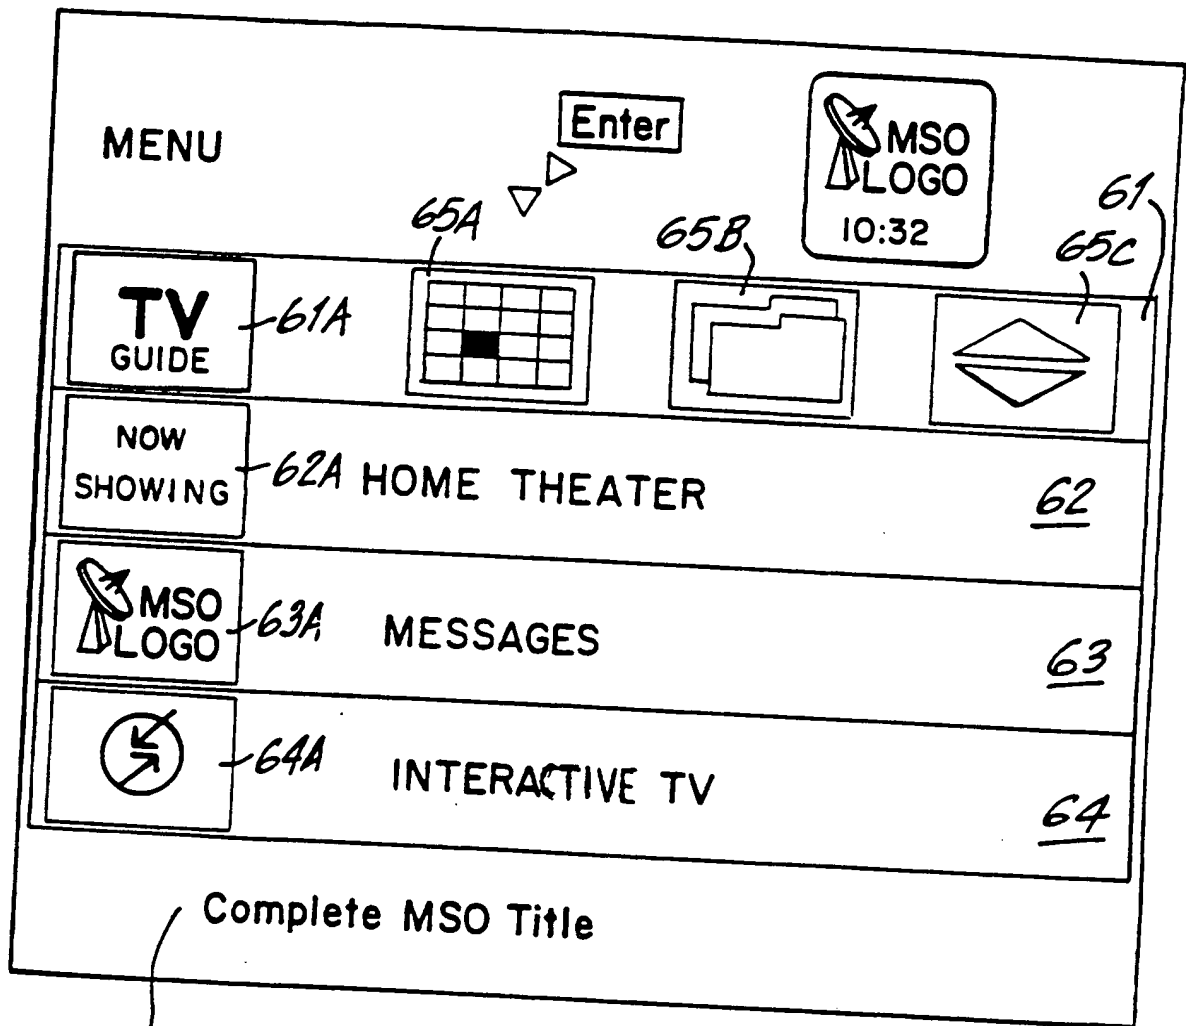 MENU
Enter
MSO
LOGO
10:32
61
65A
65B
65C
TV
GUIDE
61A
NOW
SHOWING
62A
HOME THEATER
62
MSO
LOGO
63A
MESSAGES
63
64A
INTERACTIVE TV
64
Complete MSO Title